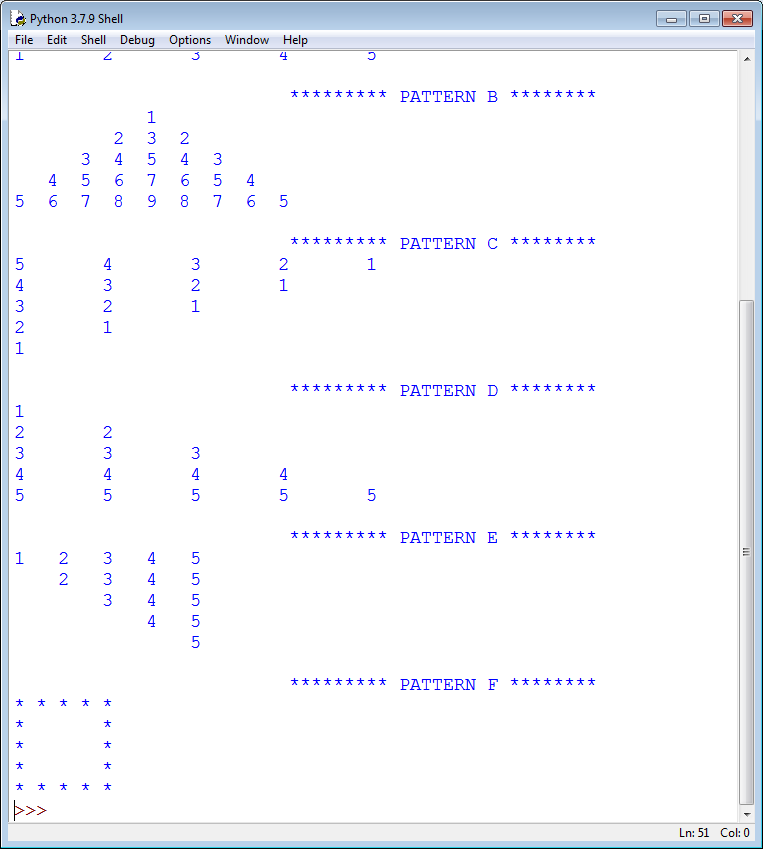 Python 3.7.9 Shell
File Edit Shell Debug Options Window Help
1 2 3 4 5
********* PATTERN B ********
1
2 3 2
3 4 5 4 3
4 5 6 7 6 5 4
5 6 7 8 9 8 7 6 5
********* PATTERN C ********
5 4 3 2 1
4 3 2 1
3 2 1
2 1
1
********* PATTERN D ********
1
2 2
3 3 3
4 4 4 4
5 5 5 5 5
********* PATTERN E ********
1 2 3 4 5
2 3 4 5
3 4 5
4 5
5
********* PATTERN F ********
* * * * *
* *
* *
* *
* * * * *
>>>
Ln: 51 Col: 0